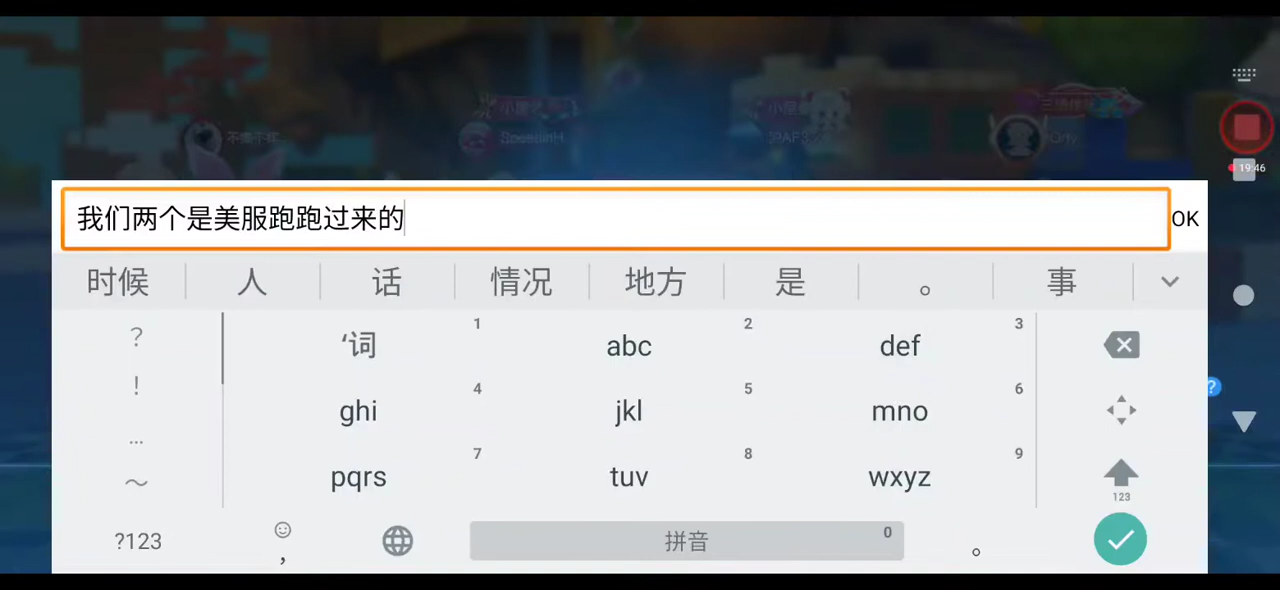 19:46
我们两个是美服跑跑过来的
OK
时候 人 话 情况 地方 是 。 事
? '词 1 abc 2 def 3
! ghi 4 jkl 5 mno 6
... pqrs 7 tuv 8 wxyz 9
～ 123
?123 , 拼音 0 。
?